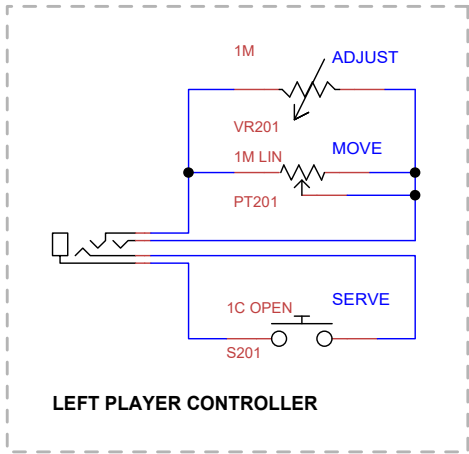 1M
ADJUST
VR201
1M LIN
MOVE
PT201
1C OPEN
SERVE
S201
LEFT PLAYER CONTROLLER